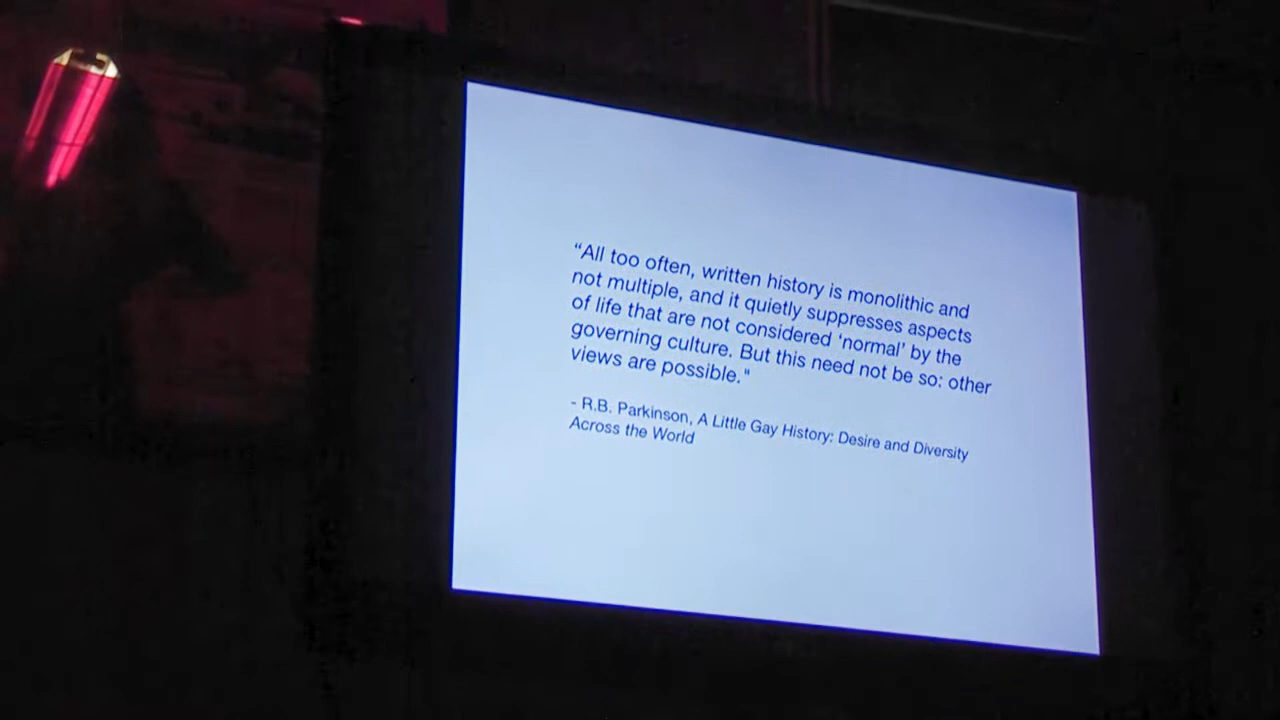 “All too often, written history is monolithic and
not multiple, and it quietly suppresses aspects
of life that are not considered ‘normal’ by the
governing culture. But this need not be so: other
views are possible."
- R.B. Parkinson, A Little Gay History: Desire and Diversity
Across the World